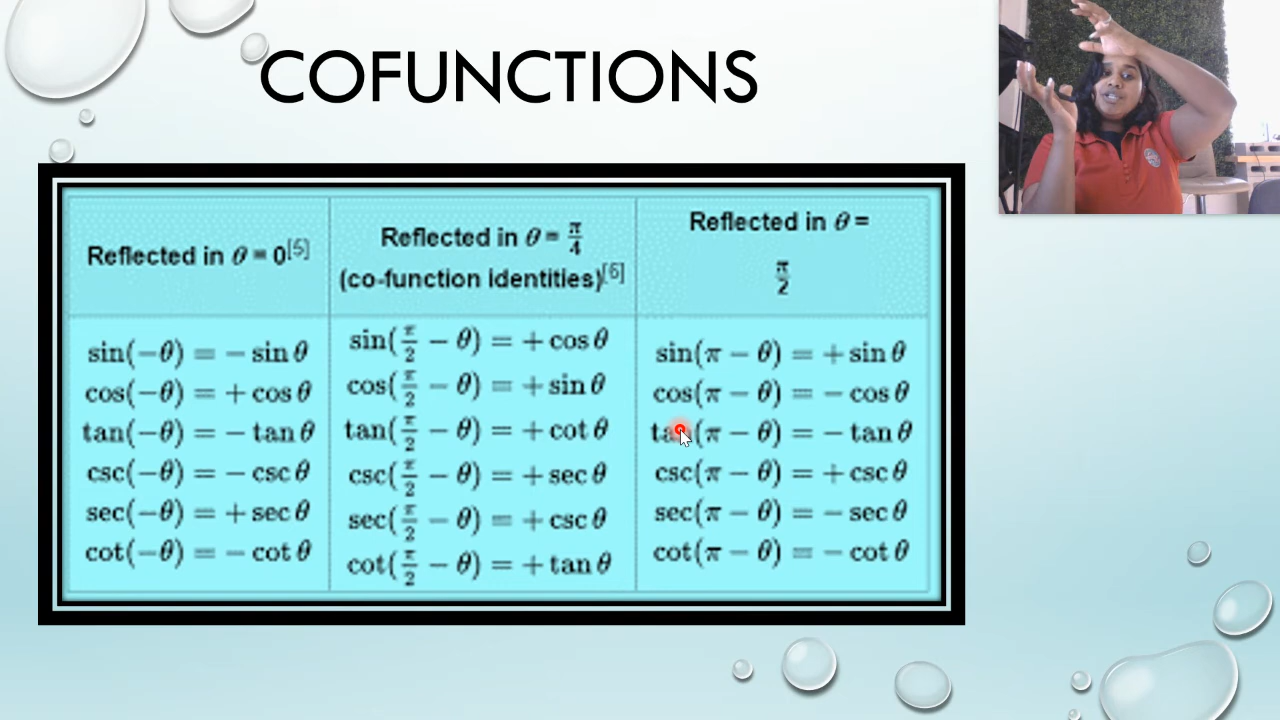 COFUNCTIONS
Reflected in θ = 0[5]
sin(−θ) = − sin θ
cos(−θ) = + cos θ
tan(−θ) = − tan θ
csc(−θ) = − csc θ
sec(−θ) = + sec θ
cot(−θ) = − cot θ
Reflected in θ = π/4
(co-function identities)[6]
sin(π/2 − θ) = + cos θ
cos(π/2 − θ) = + sin θ
tan(π/2 − θ) = + cot θ
csc(π/2 − θ) = + sec θ
sec(π/2 − θ) = + csc θ
cot(π/2 − θ) = + tan θ
Reflected in θ =
π/2
sin(π − θ) = + sin θ
cos(π − θ) = − cos θ
tan(π − θ) = − tan θ
csc(π − θ) = + csc θ
sec(π − θ) = − sec θ
cot(π − θ) = − cot θ